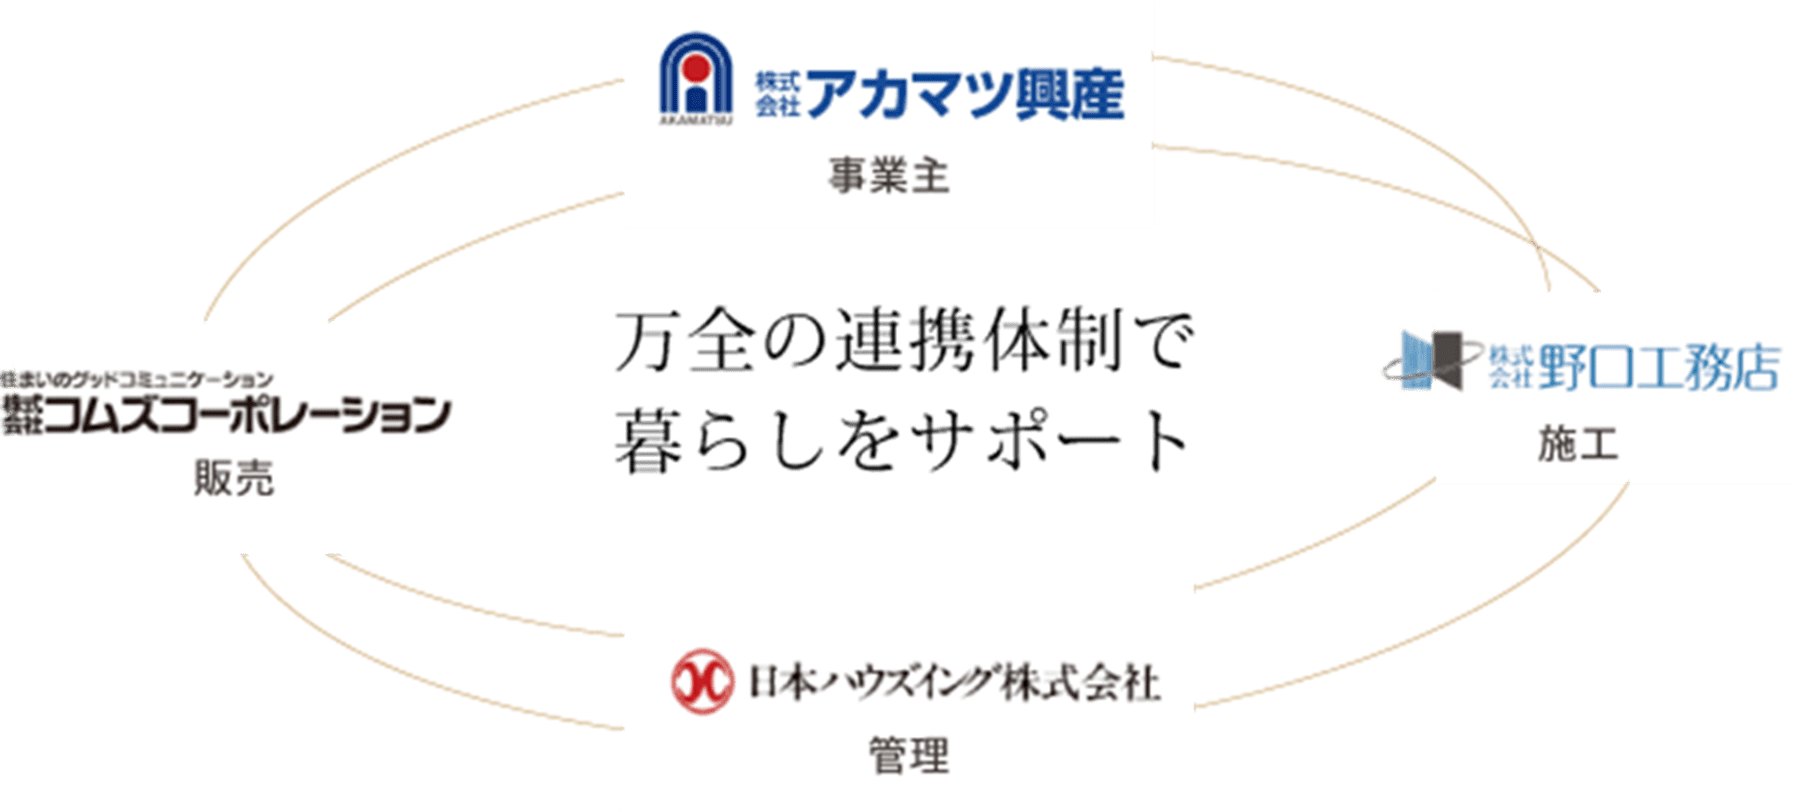 株式会社アカマツ興産
AKAMATSU
事業主
万全の連携体制で
暮らしをサポート
住まいのグッドコミュニケーション
株式会社コムズコーポレーション
販売
株式会社野口工務店
施工
日本ハウズイング株式会社
管理